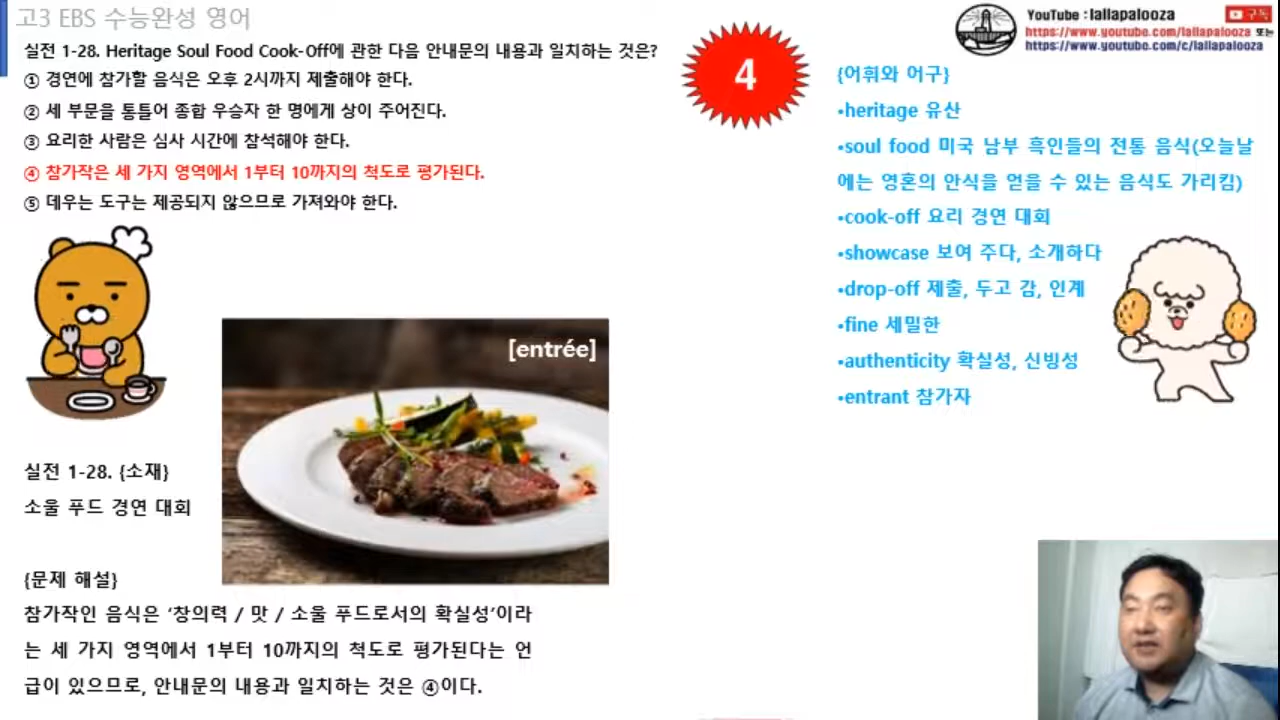 고3 EBS 수능완성 영어
실전 1-28. Heritage Soul Food Cook-Off에 관한 다음 안내문의 내용과 일치하는 것은?
① 경연에 참가할 음식은 오후 2시까지 제출해야 한다.
② 세 부문을 통틀어 종합 우승자 한 명에게 상이 주어진다.
③ 요리한 사람은 심사 시간에 참석해야 한다.
④ 참가작은 세 가지 영역에서 1부터 10까지의 척도로 평가된다.
⑤ 데우는 도구는 제공되지 않으므로 가져와야 한다.
[entrée]
실전 1-28. {소재}
소울 푸드 경연 대회
{문제 해설}
참가작인 음식은 ‘창의력 / 맛 / 소울 푸드로서의 확실성’이라
는 세 가지 영역에서 1부터 10까지의 척도로 평가된다는 언
급이 있으므로, 안내문의 내용과 일치하는 것은 ④이다.
4
YouTube : lallapalooza
구독
https://www.youtube.com/lallapalooza 또는
https://www.youtube.com/c/lallapalooza
{어휘와 어구}
•heritage 유산
•soul food 미국 남부 흑인들의 전통 음식(오늘날
에는 영혼의 안식을 얻을 수 있는 음식도 가리킴)
•cook-off 요리 경연 대회
•showcase 보여 주다, 소개하다
•drop-off 제출, 두고 감, 인계
•fine 세밀한
•authenticity 확실성, 신빙성
•entrant 참가자